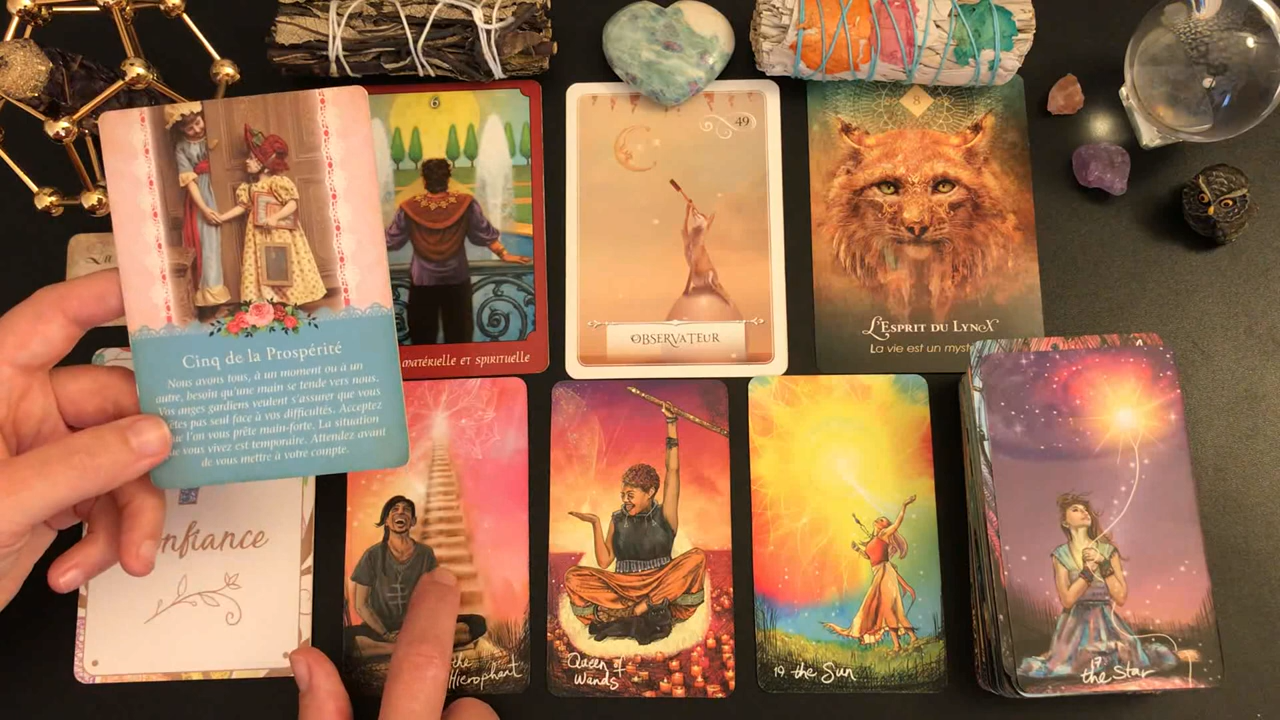 Cinq de la Prospérité
Nous avons tous, à un moment ou à un
autre, besoin qu'une main se tende vers nous.
Vos anges gardiens veulent s'assurer que vous
êtes pas seul face à vos difficultés. Acceptez
que l'on vous prête main-forte. La situation
que vous vivez est temporaire. Attendez avant
de vous mettre à votre compte.
6
matérielle et spirituelle
49
OBSERVATEUR
8
L'ESPRIT DU LYNX
La vie est un myst
La
nfiance
the
Hierophant
Queen of
Wands
19. the Sun
17
the Star